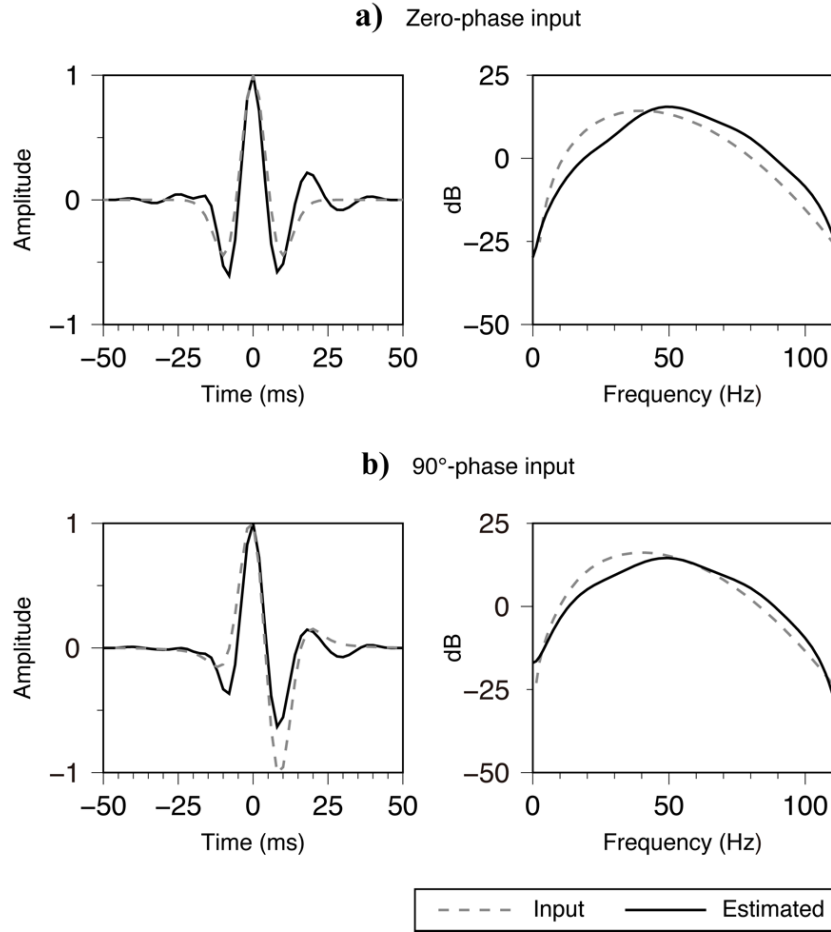 a) Zero-phase input
1
0
−1
Amplitude
−50 −25 0 25 50
Time (ms)
25
0
−25
−50
dB
0 50 100
Frequency (Hz)
b) 90°-phase input
1
0
−1
Amplitude
−50 −25 0 25 50
Time (ms)
25
0
−25
−50
dB
0 50 100
Frequency (Hz)
Input Estimated